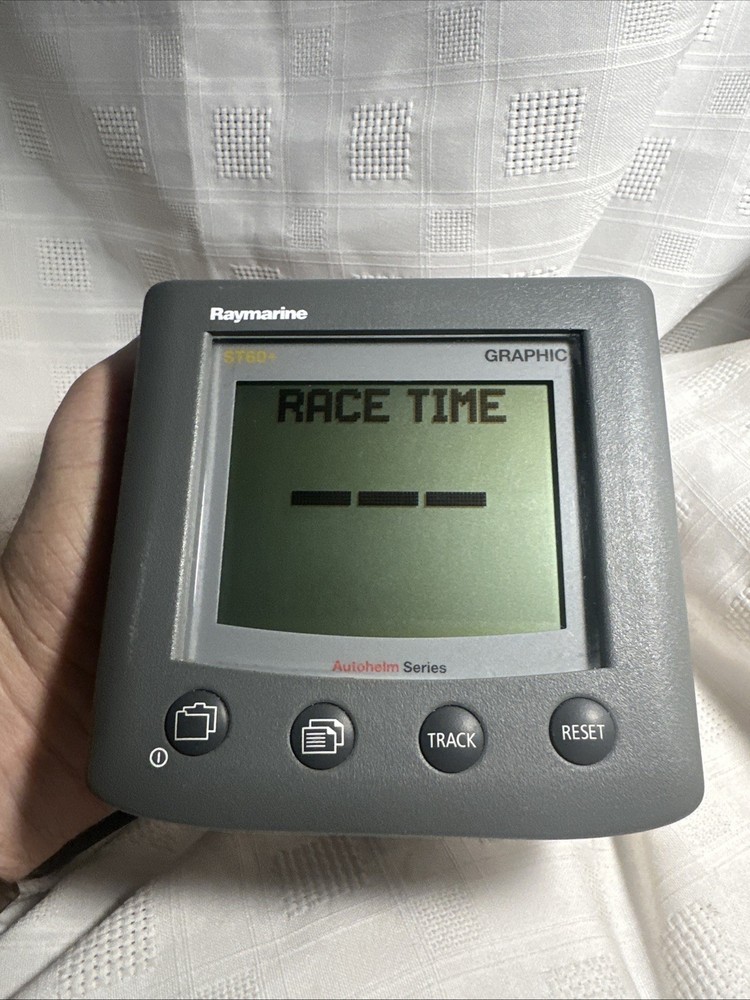 Raymarine
ST60+ GRAPHIC
RACE TIME
---
Autohelm Series
TRACK RESET